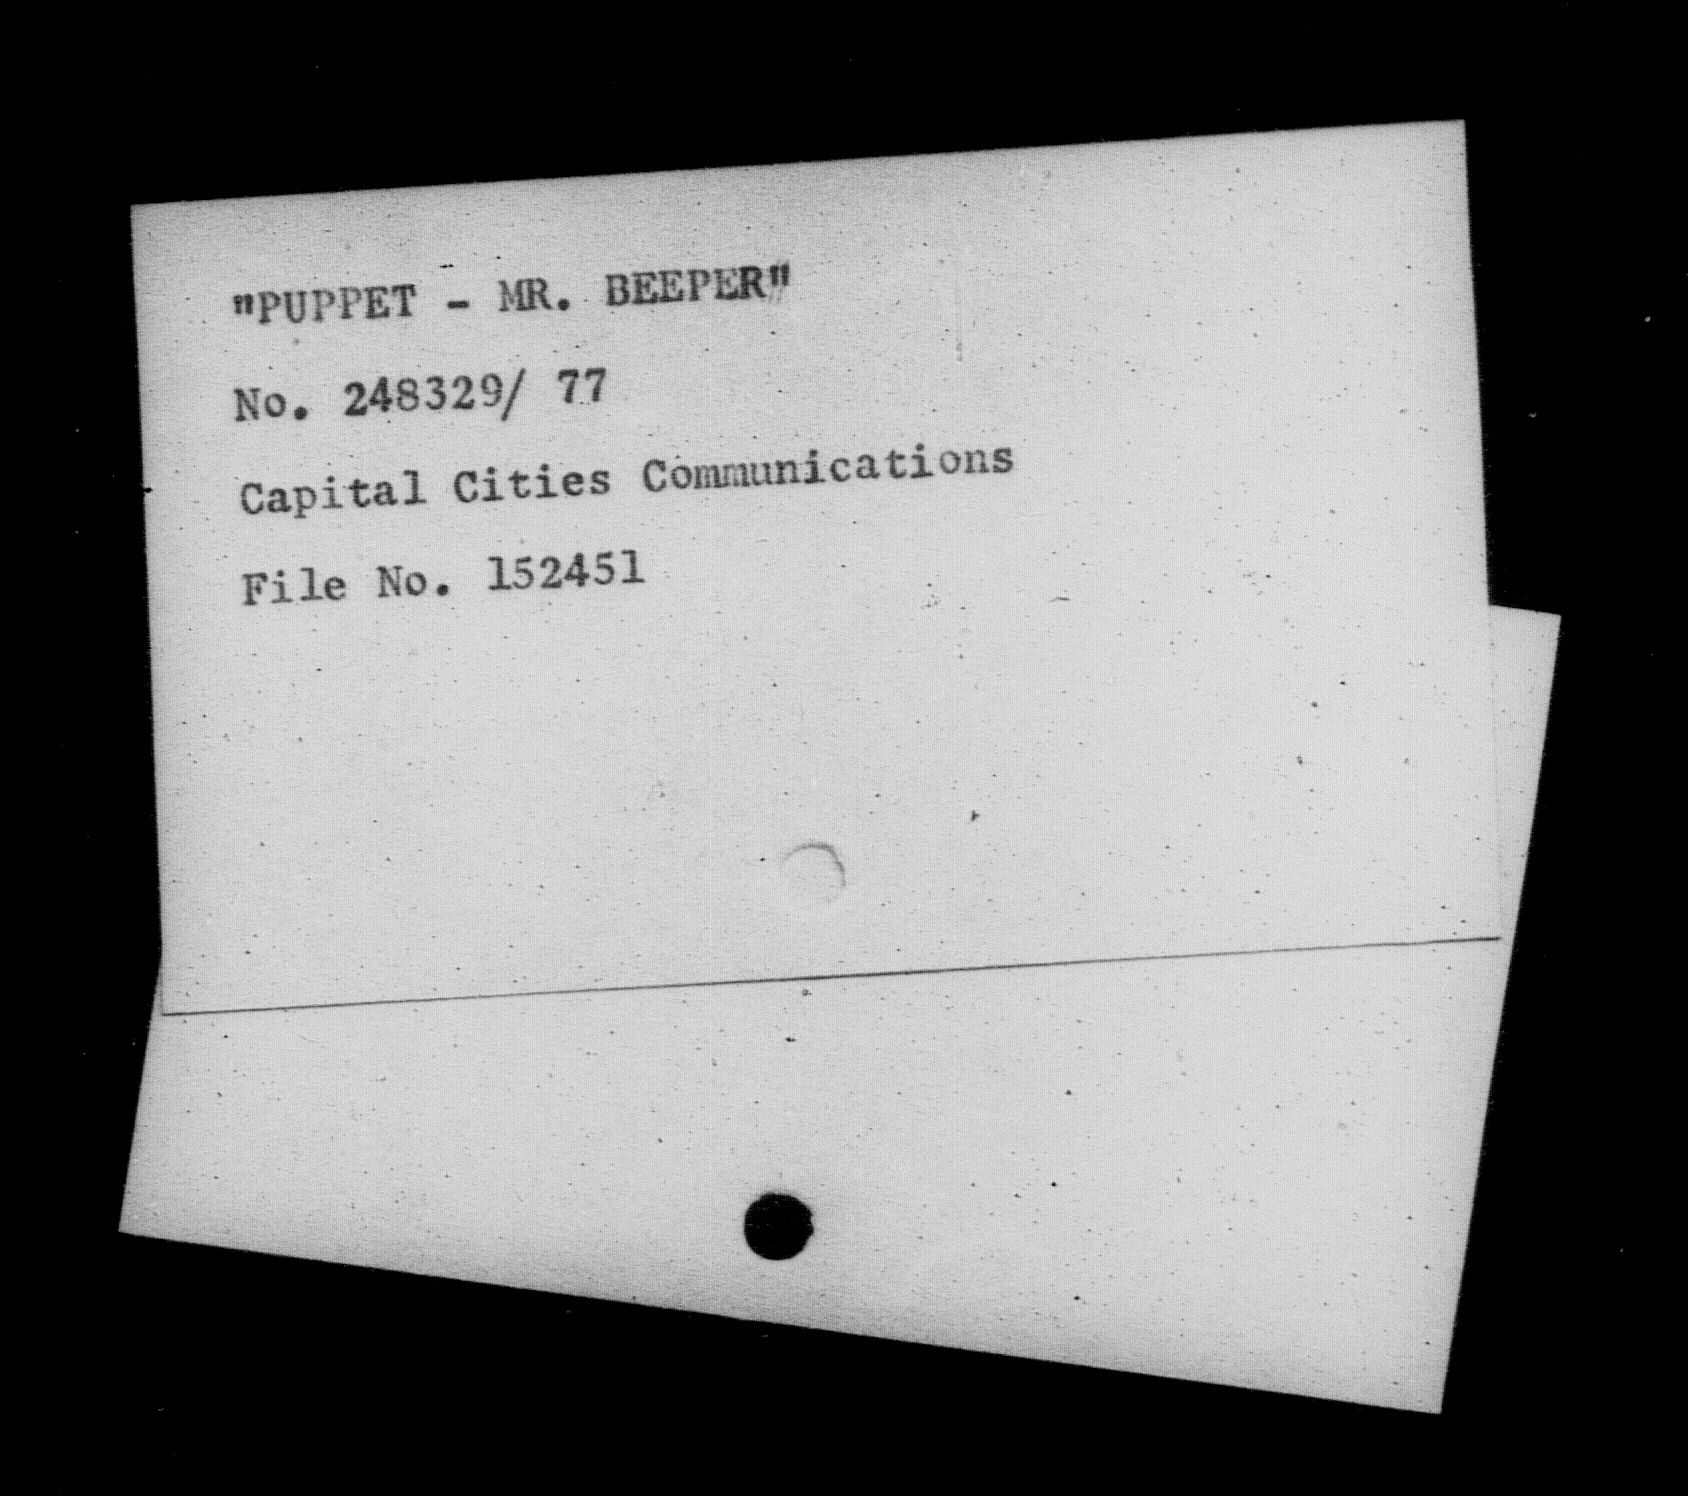 "PUPPET - MR. BEEPER"
No. 248329/ 77
Capital Cities Communications
File No. 152451